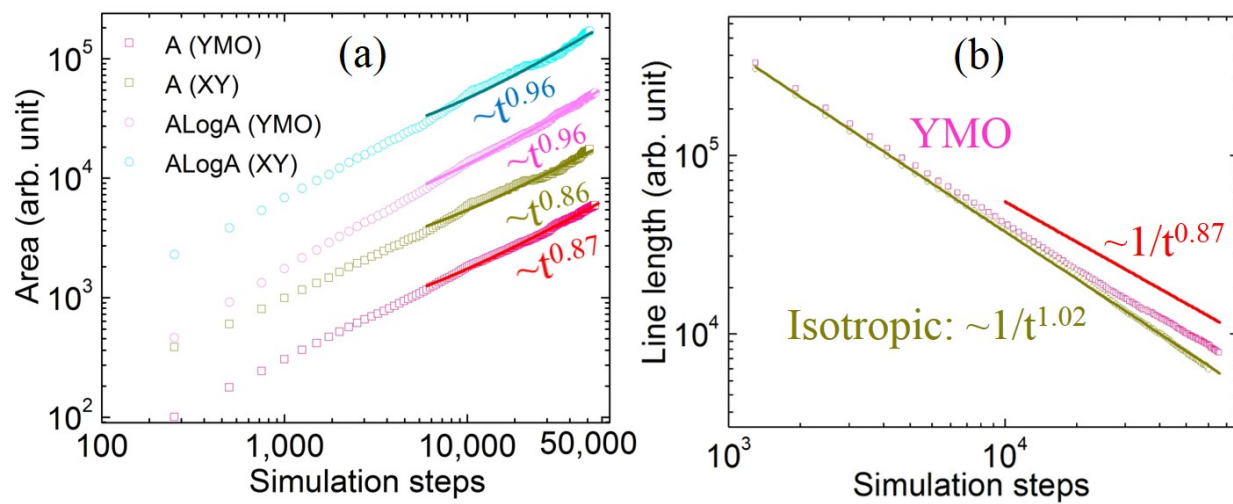 (a)
A (YMO)
A (XY)
ALogA (YMO)
ALogA (XY)
~t^0.96
~t^0.96
~t^0.86
~t^0.87
Area (arb. unit)
10^5
10^4
10^3
10^2
100
1,000
10,000
50,000
Simulation steps
(b)
YMO
~1/t^0.87
Isotropic: ~1/t^1.02
Line length (arb. unit)
10^5
10^4
10^3
10^4
Simulation steps